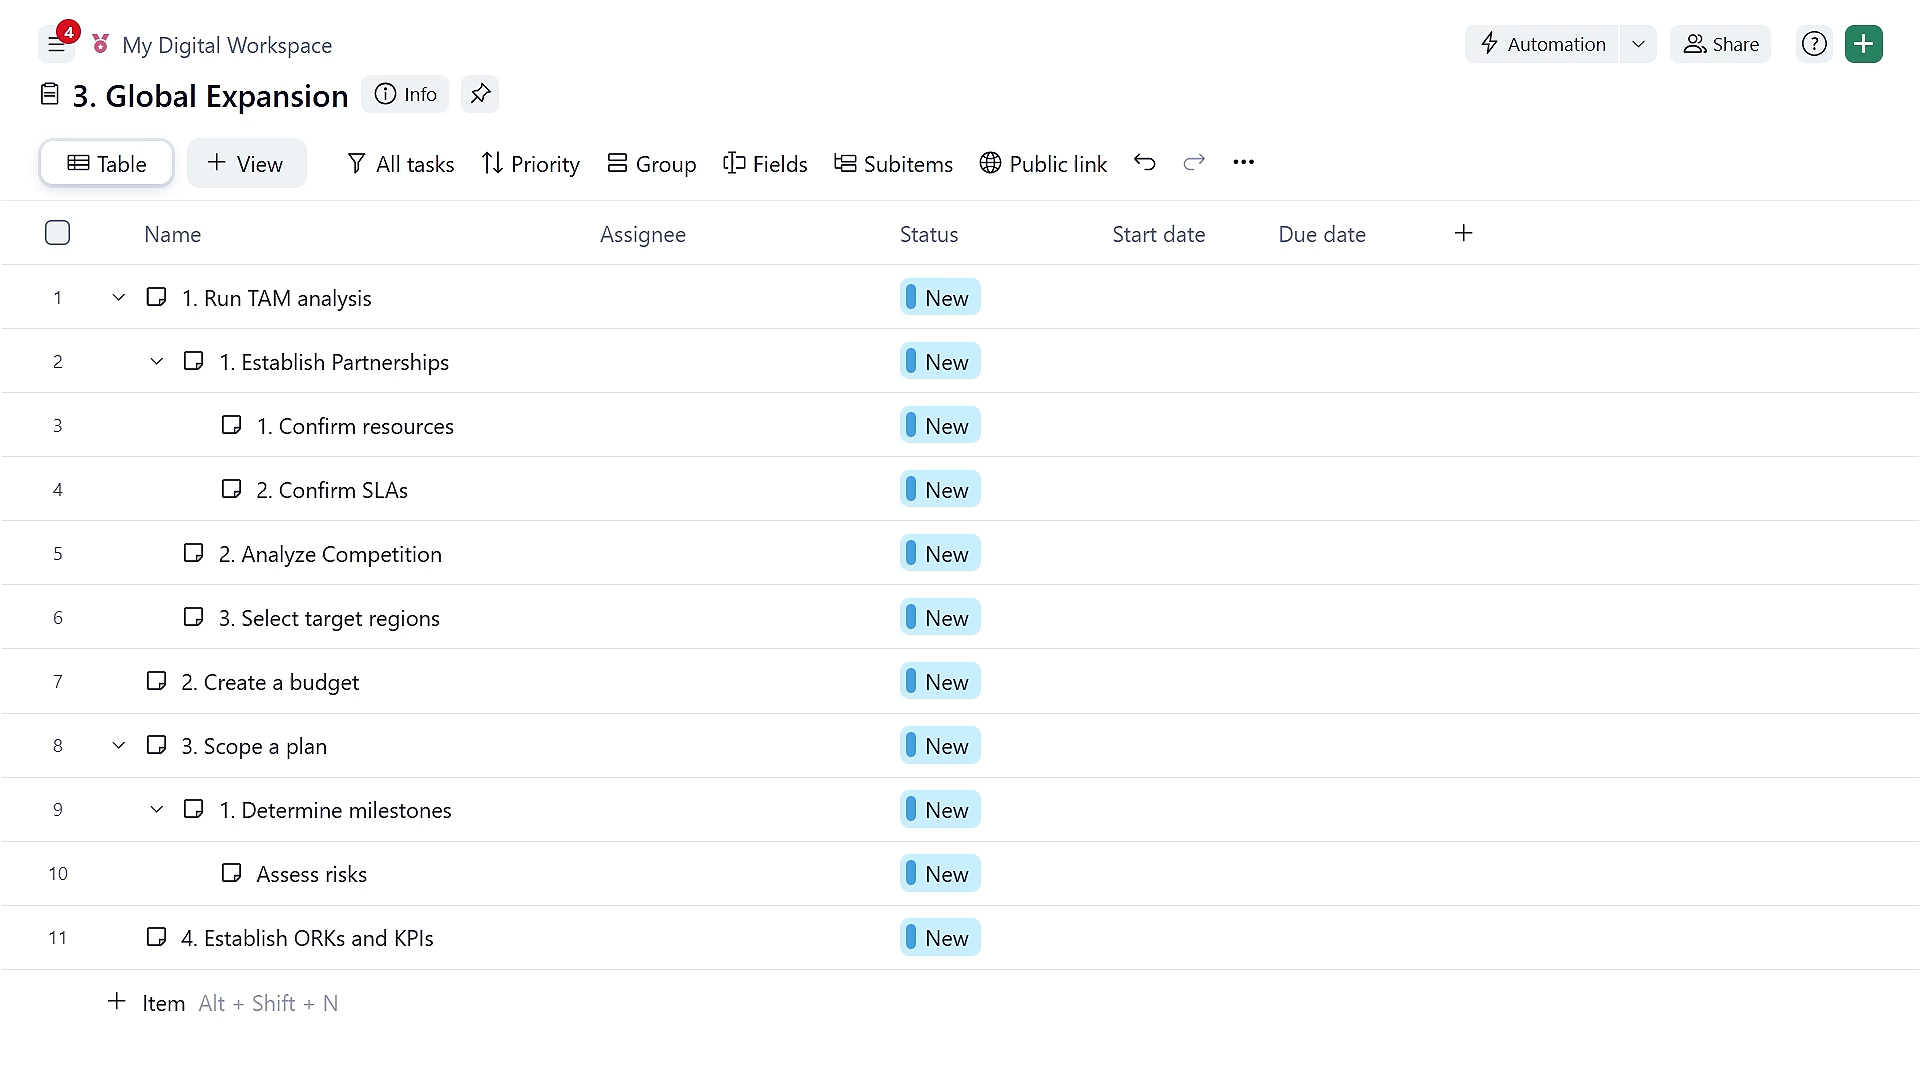 4
My Digital Workspace
Automation
Share
3. Global Expansion
Info
Table
View
All tasks
Priority
Group
Fields
Subitems
Public link
Name Assignee Status Start date Due date
1 1. Run TAM analysis New
2 1. Establish Partnerships New
3 1. Confirm resources New
4 2. Confirm SLAs New
5 2. Analyze Competition New
6 3. Select target regions New
7 2. Create a budget New
8 3. Scope a plan New
9 1. Determine milestones New
10 Assess risks New
11 4. Establish ORKs and KPIs New
Item Alt + Shift + N